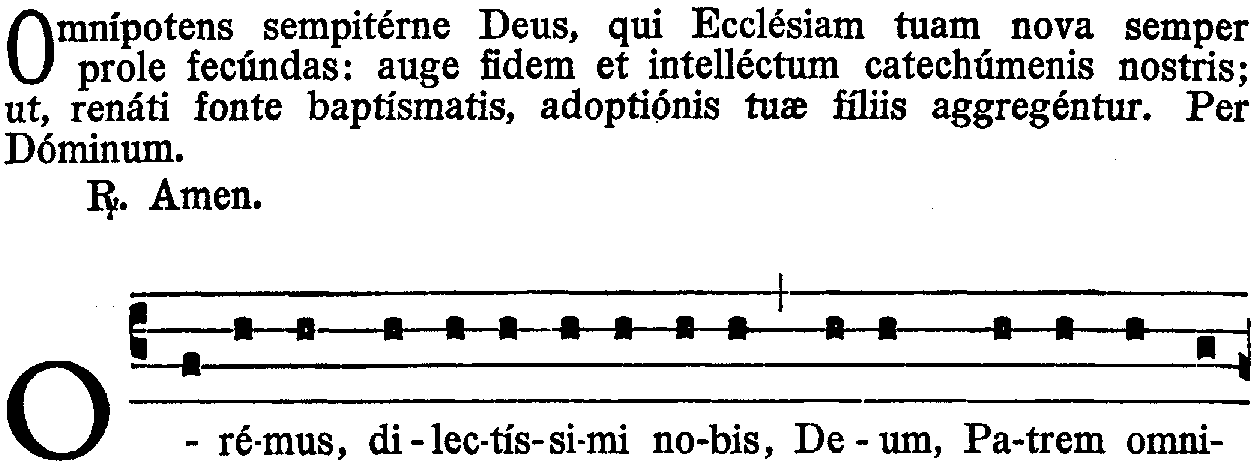 Omnípotens sempitérne Deus, qui Ecclésiam tuam nova semper
prole fecúndas: auge fidem et intelléctum catechúmenis nostris;
ut, renáti fonte baptísmatis, adoptiónis tuæ fíliis aggregéntur. Per
Dóminum.
℟. Amen.
O - ré-mus, di - lec-tís-si-mi no-bis, De - um, Pa-trem omni-